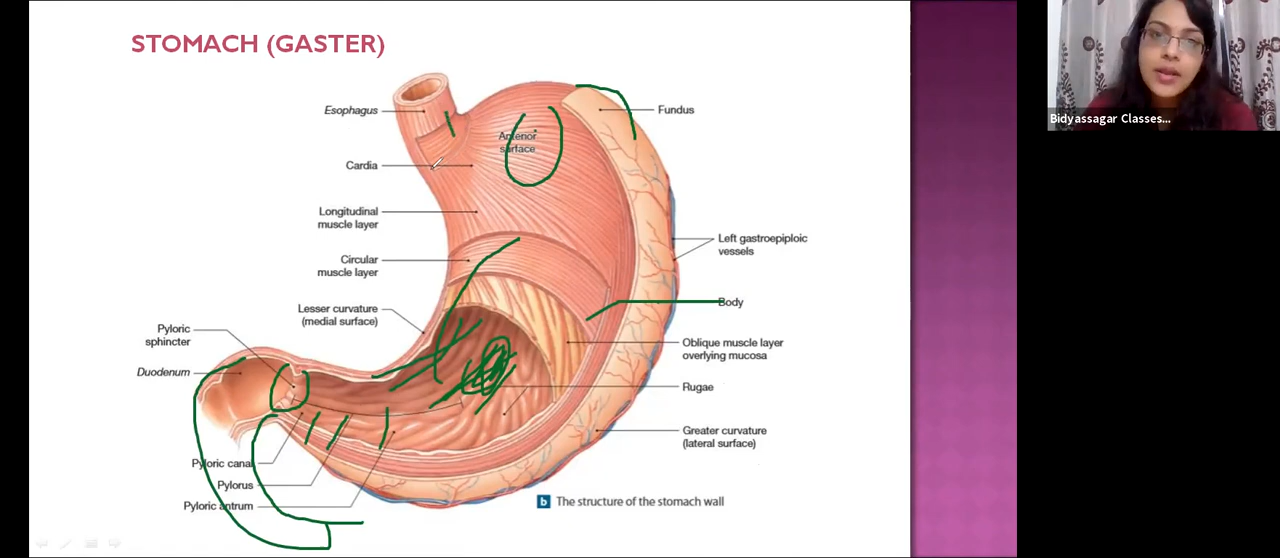 STOMACH (GASTER)
Esophagus
Anterior
surface
Fundus
Cardia
Longitudinal
muscle layer
Left gastroepiploic
vessels
Circular
muscle layer
Lesser curvature
(medial surface)
Body
Pyloric
sphincter
Oblique muscle layer
overlying mucosa
Duodenum
Rugae
Greater curvature
(lateral surface)
Pyloric canal
Pylorus
Pyloric antrum
b The structure of the stomach wall
Bidyassagar Classes...